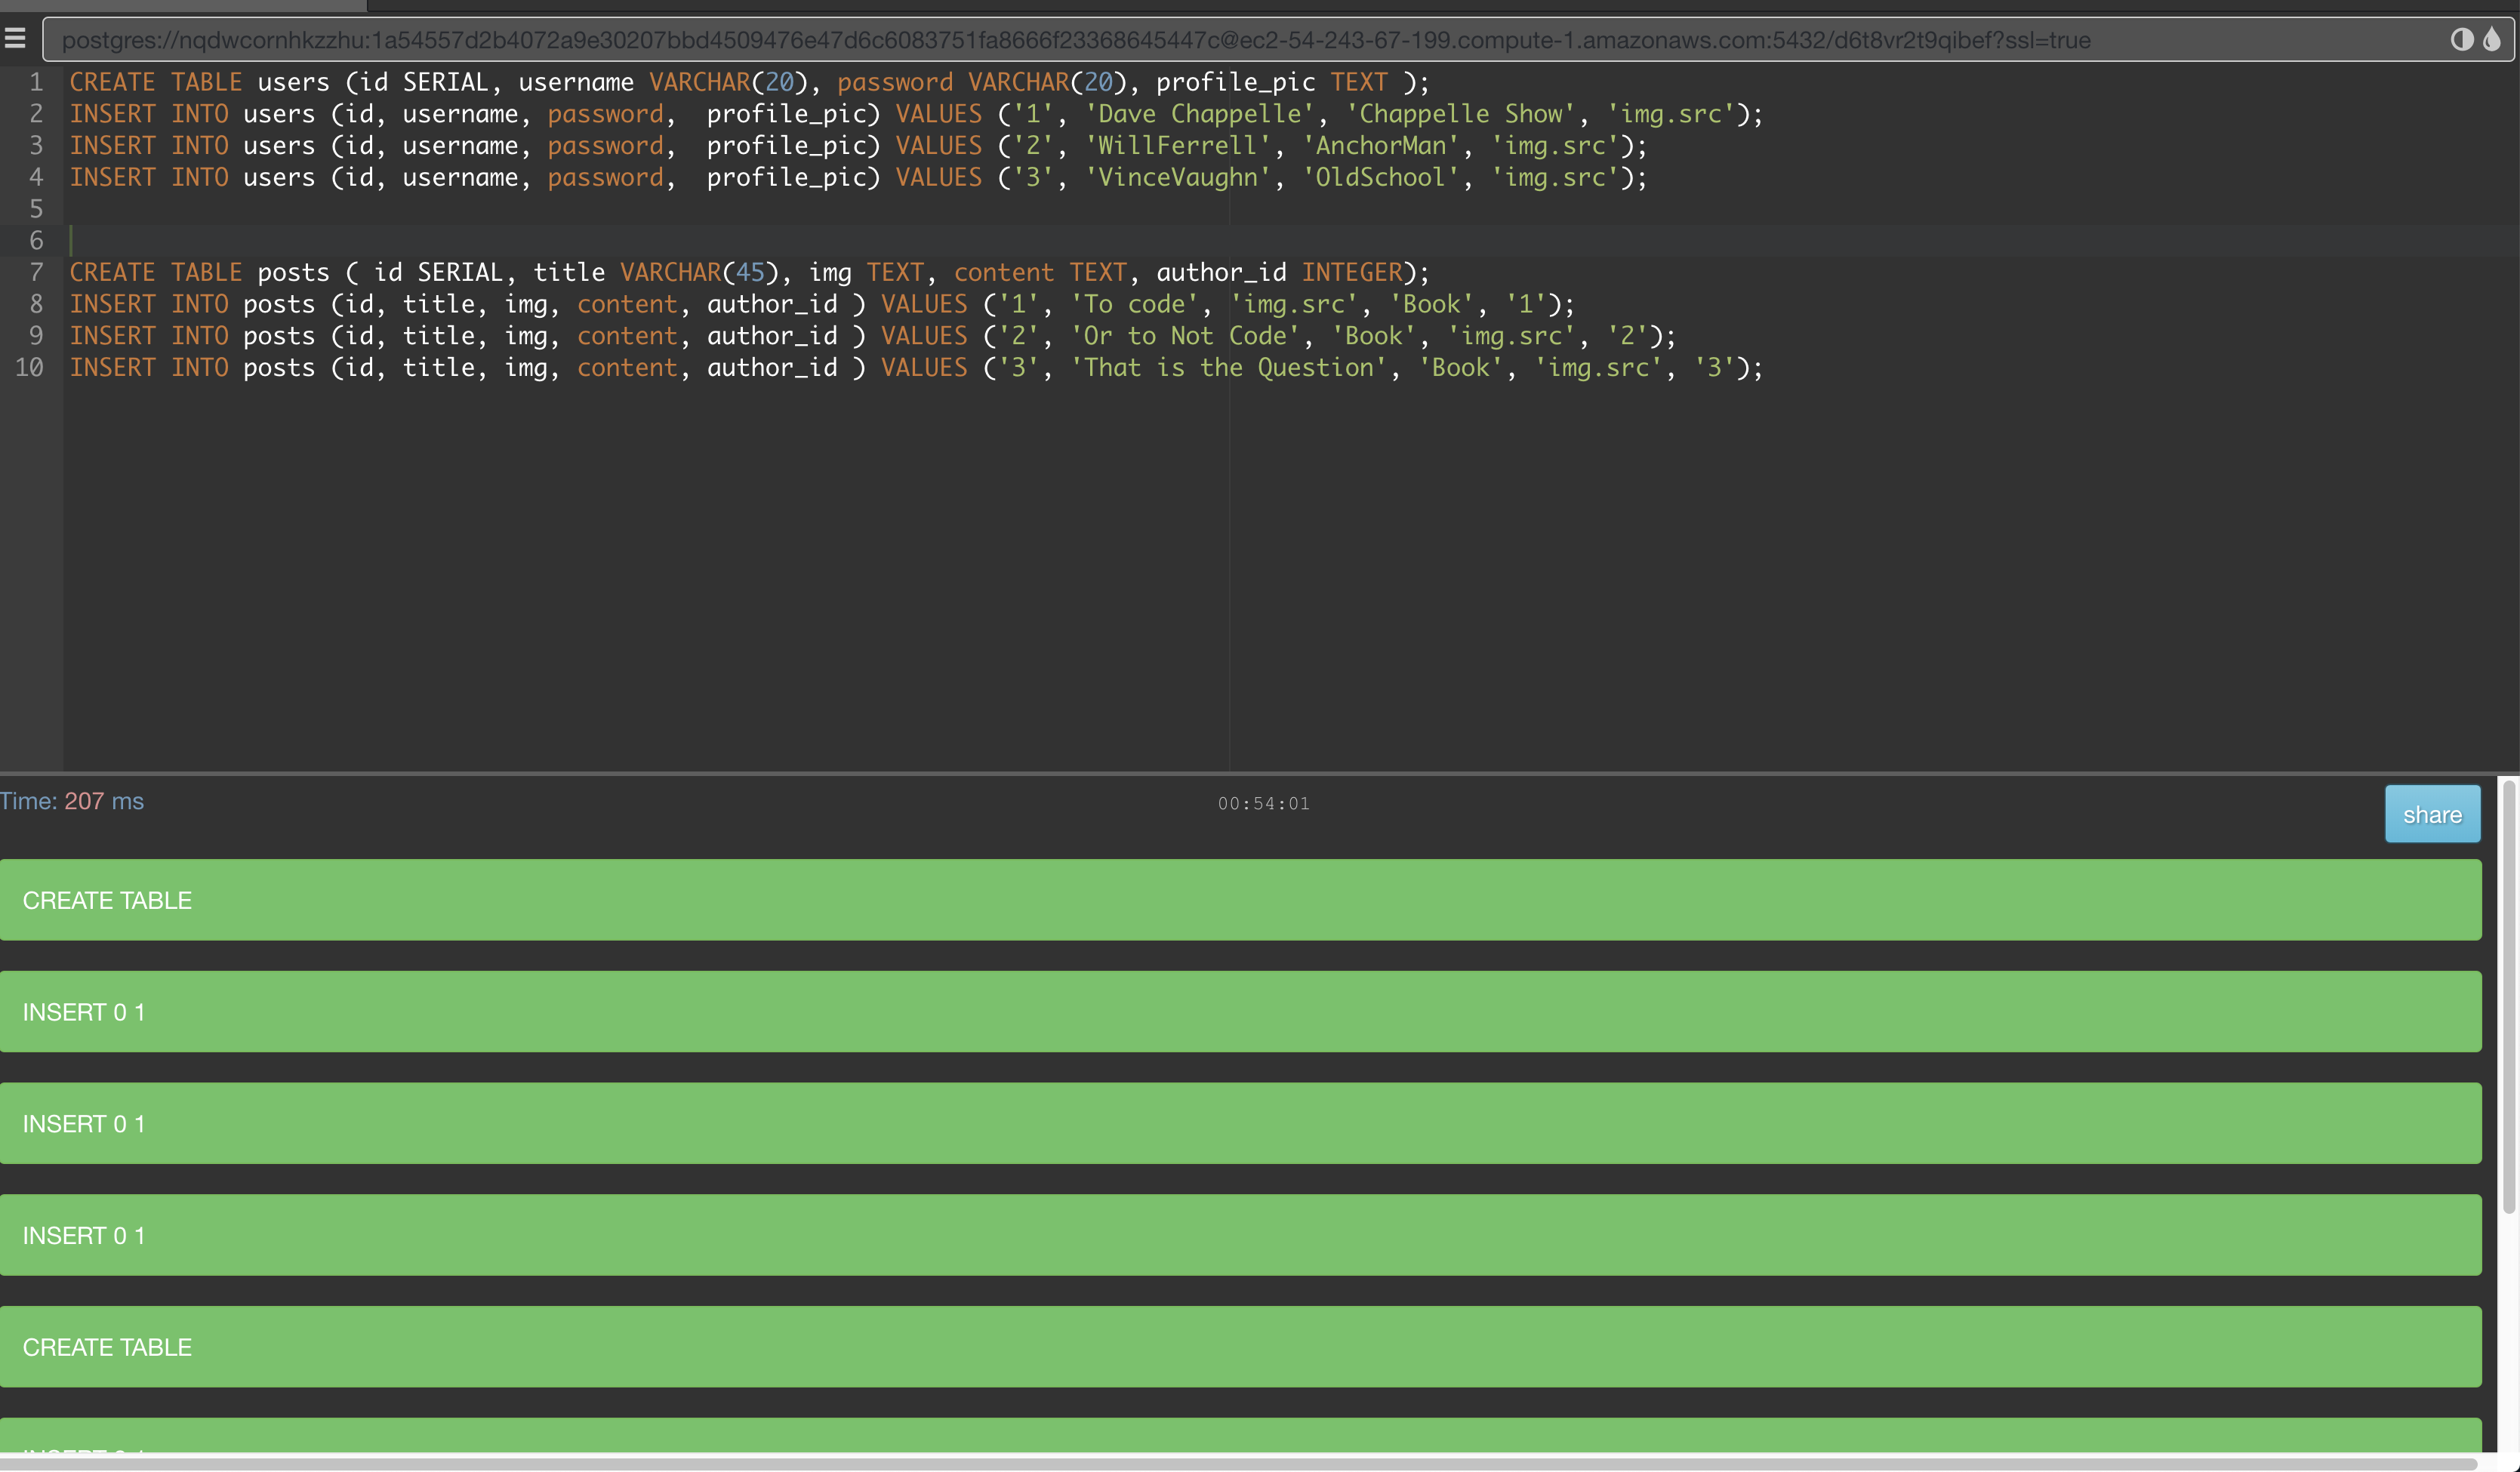 postgres://nqdwcornhkzzhu:1a54557d2b4072a9e30207bbd4509476e47d6c6083751fa8666f23368645447c@ec2-54-243-67-199.compute-1.amazonaws.com:5432/d6t8vr2t9qibef?ssl=true
1 CREATE TABLE users (id SERIAL, username VARCHAR(20), password VARCHAR(20), profile_pic TEXT );
2 INSERT INTO users (id, username, password,  profile_pic) VALUES ('1', 'Dave Chappelle', 'Chappelle Show', 'img.src');
3 INSERT INTO users (id, username, password,  profile_pic) VALUES ('2', 'WillFerrell', 'AnchorMan', 'img.src');
4 INSERT INTO users (id, username, password,  profile_pic) VALUES ('3', 'VinceVaughn', 'OldSchool', 'img.src');
5
6
7 CREATE TABLE posts ( id SERIAL, title VARCHAR(45), img TEXT, content TEXT, author_id INTEGER);
8 INSERT INTO posts (id, title, img, content, author_id ) VALUES ('1', 'To code', 'img.src', 'Book', '1');
9 INSERT INTO posts (id, title, img, content, author_id ) VALUES ('2', 'Or to Not Code', 'Book', 'img.src', '2');
10 INSERT INTO posts (id, title, img, content, author_id ) VALUES ('3', 'That is the Question', 'Book', 'img.src', '3');
Time: 207 ms
00:54:01
share
CREATE TABLE
INSERT 0 1
INSERT 0 1
INSERT 0 1
CREATE TABLE